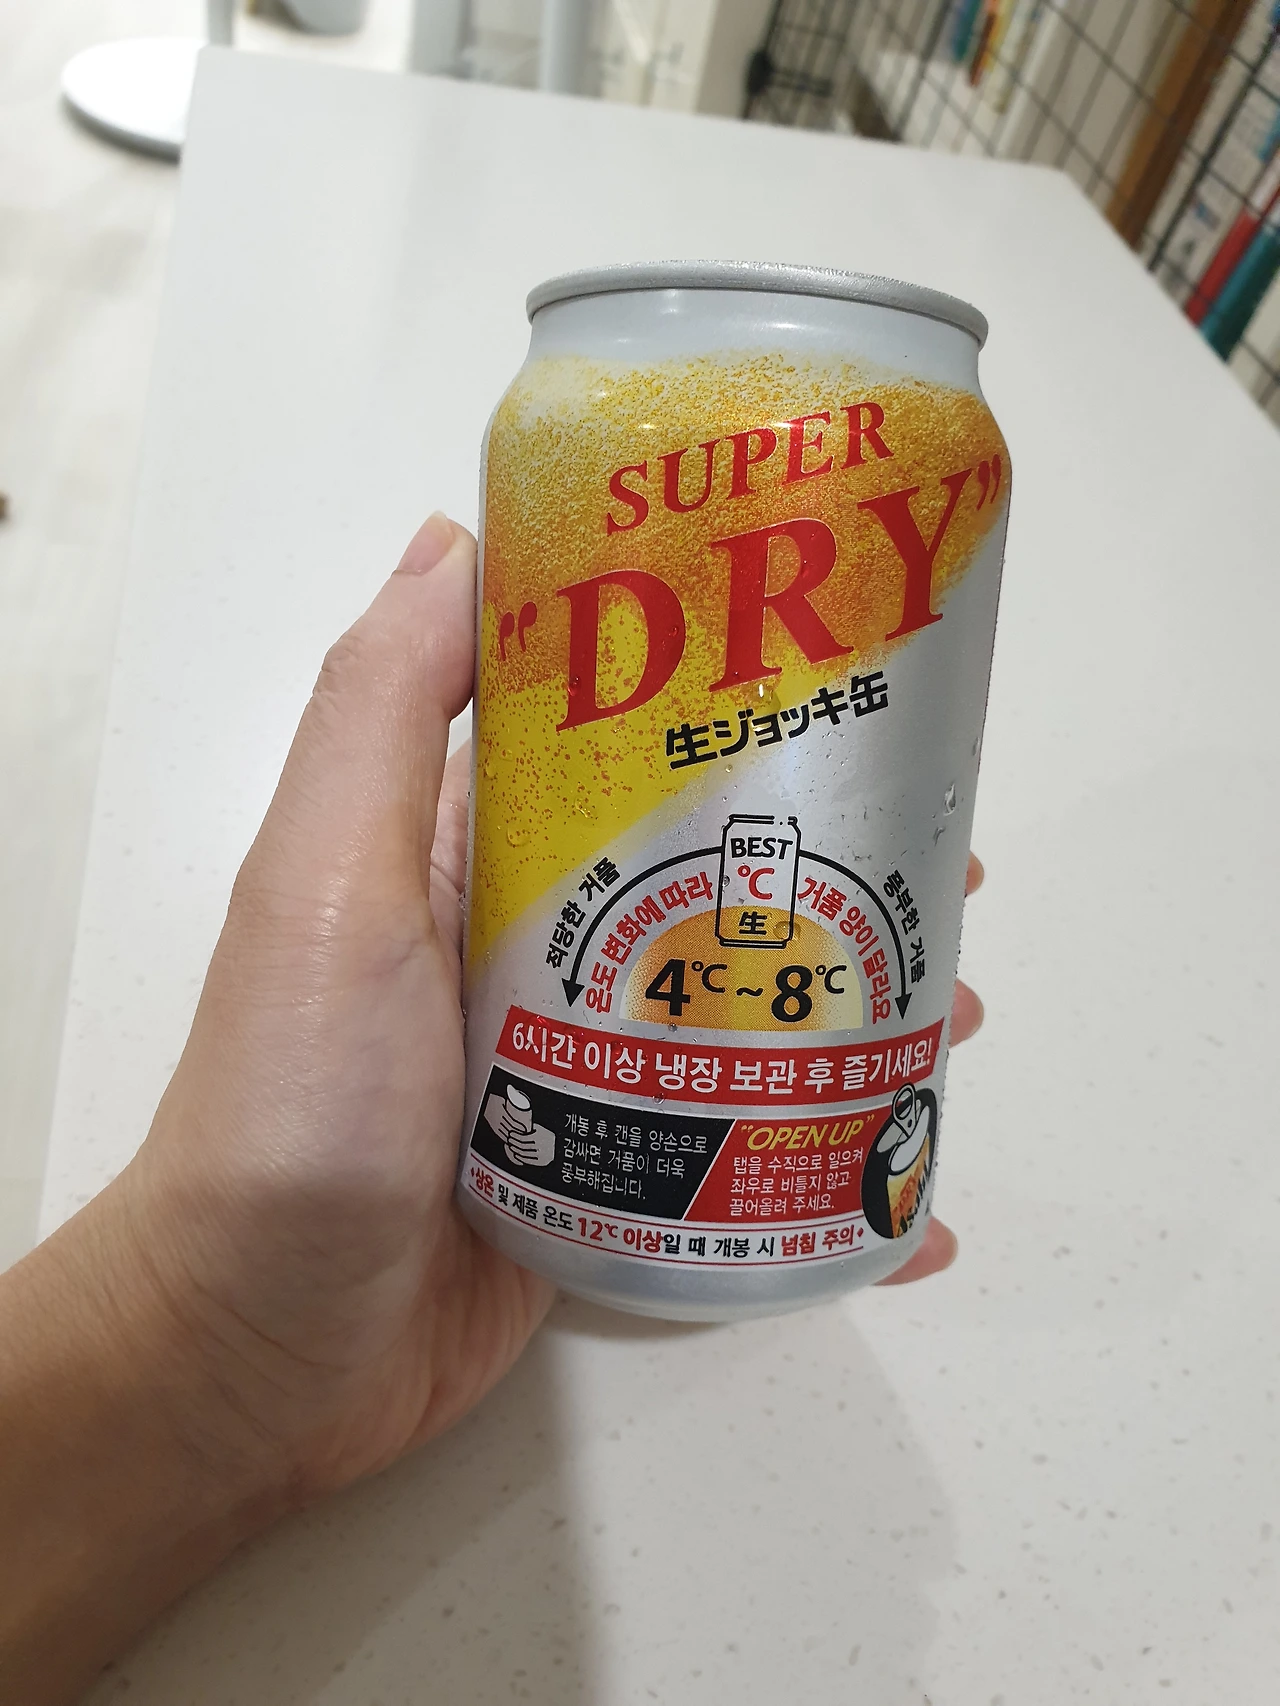 SUPER
"DRY"
生ジョッキ缶
BEST
℃
生
적당한 거품
온도 변화에 따라 거품 양이 달라요
풍부한 거품
4℃~8℃
6시간 이상 냉장 보관 후 즐기세요!
개봉 후 캔을 양손으로
감싸면 거품이 더욱
풍부해집니다.
"OPEN UP"
탭을 수직으로 일으켜
좌우로 비틀지 않고
끌어올려 주세요.
•상온 및 제품 온도 12℃ 이상일 때 개봉 시 넘침 주의•